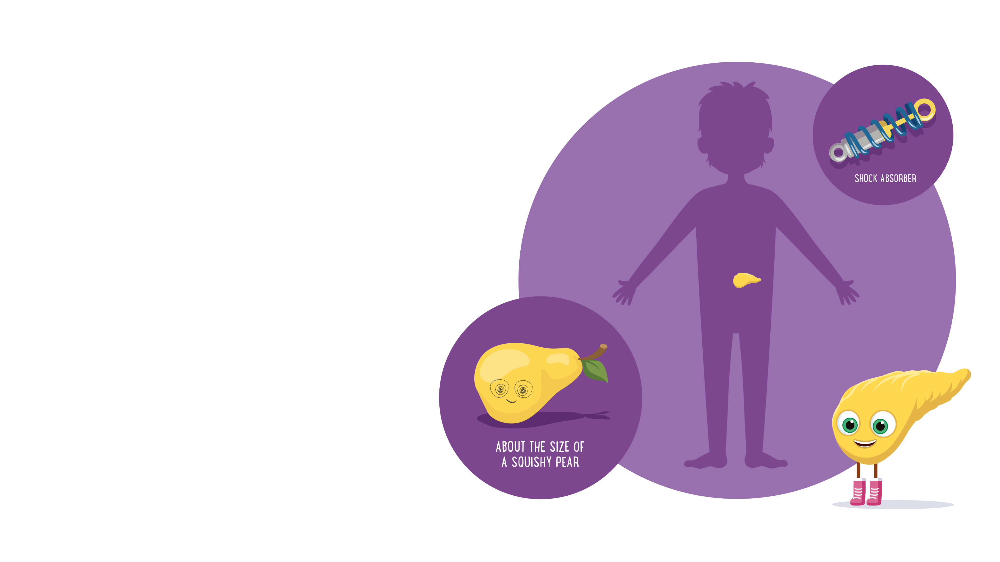 SHOCK ABSORBER
ABOUT THE SIZE OF
A SQUISHY PEAR